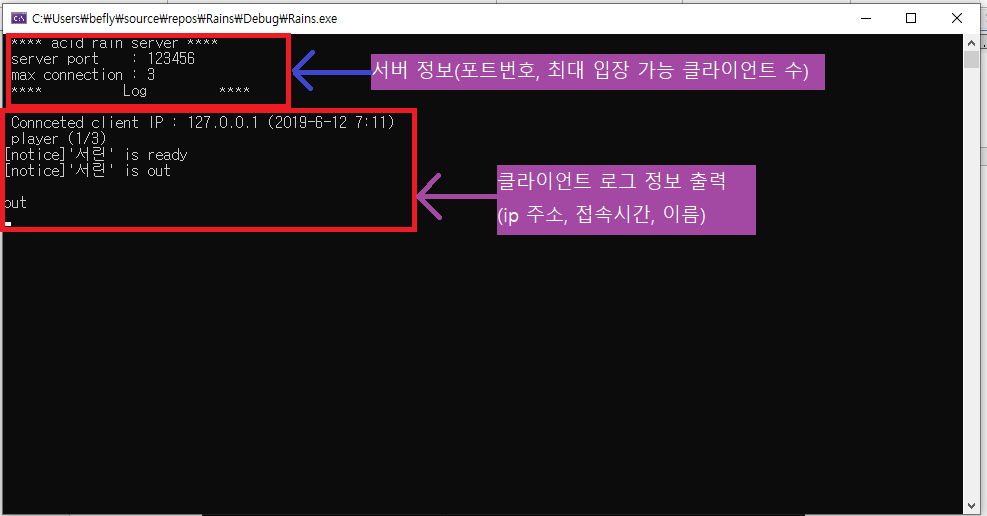 C:\Users\befly\source\repos\Rains\Debug\Rains.exe
**** acid rain server ****
server port : 123456
max connection : 3
**** Log ****
서버 정보(포트번호, 최대 입장 가능 클라이언트 수)
Connceted client IP : 127.0.0.1 (2019-6-12 7:11)
player (1/3)
[notice]'서련' is ready
[notice]'서련' is out
out
클라이언트 로그 정보 출력
(ip 주소, 접속시간, 이름)